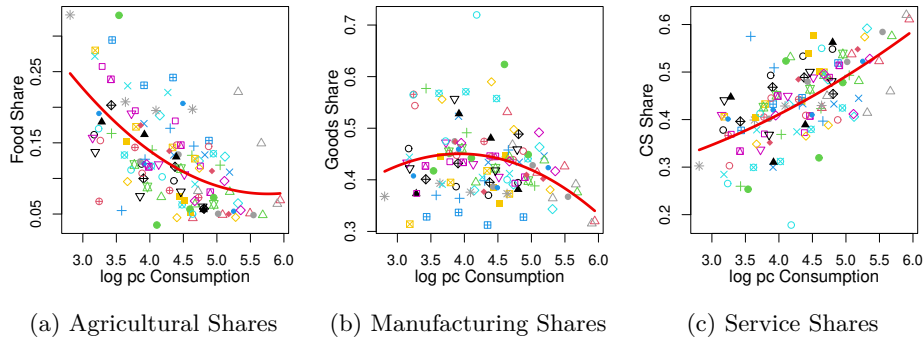 Food Share
0.05 0.15 0.25
3.0 3.5 4.0 4.5 5.0 5.5 6.0
log pc Consumption
(a) Agricultural Shares
Goods Share
0.3 0.4 0.5 0.6 0.7
3.0 3.5 4.0 4.5 5.0 5.5 6.0
log pc Consumption
(b) Manufacturing Shares
CS Share
0.2 0.3 0.4 0.5 0.6
3.0 3.5 4.0 4.5 5.0 5.5 6.0
log pc Consumption
(c) Service Shares